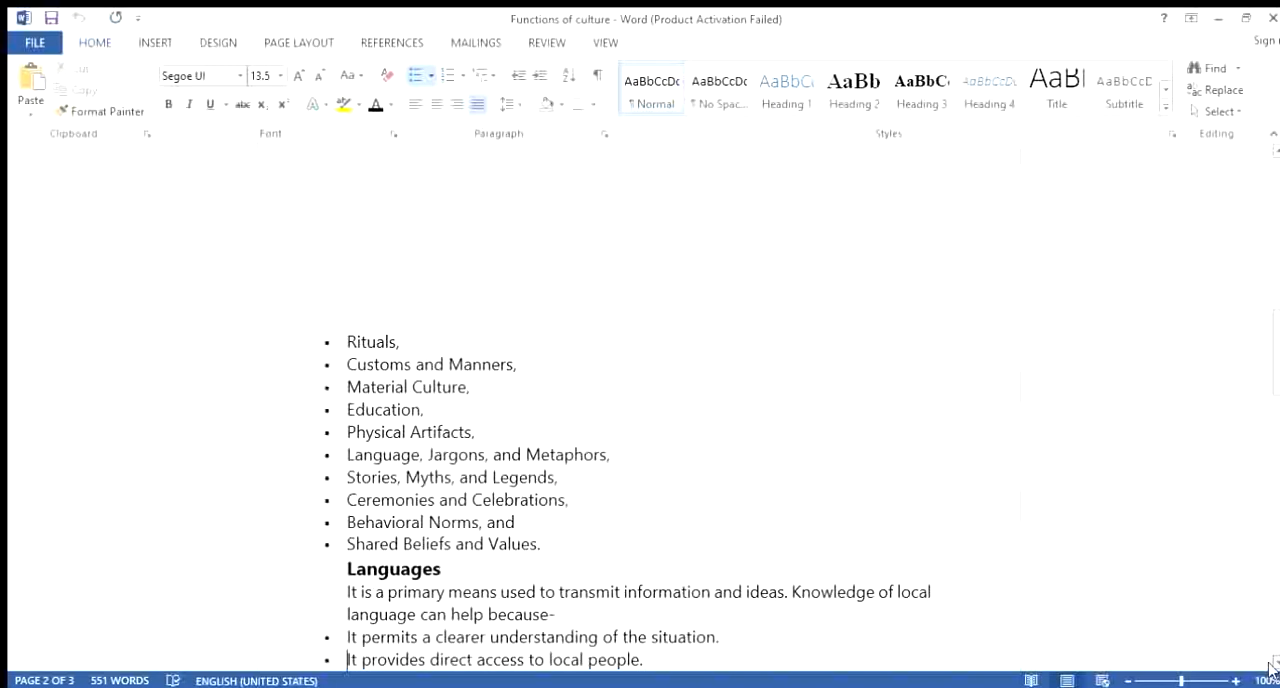 Functions of culture - Word (Product Activation Failed)
FILE HOME INSERT DESIGN PAGE LAYOUT REFERENCES MAILINGS REVIEW VIEW
Sign
Paste
Copy
Format Painter
Clipboard
Segoe UI 13.5
Font
Paragraph
AaBbCcDc AaBbCcDc AaBbC AaBb AaBbC AaBbCcD AaB AaBbCcD
¶ Normal ¶ No Spac... Heading 1 Heading 2 Heading 3 Heading 4 Title Subtitle
Styles
Find
Replace
Select
Editing
• Rituals,
• Customs and Manners,
• Material Culture,
• Education,
• Physical Artifacts,
• Language, Jargons, and Metaphors,
• Stories, Myths, and Legends,
• Ceremonies and Celebrations,
• Behavioral Norms, and
• Shared Beliefs and Values.
Languages
It is a primary means used to transmit information and ideas. Knowledge of local
language can help because-
• It permits a clearer understanding of the situation.
• It provides direct access to local people.
PAGE 2 OF 3 551 WORDS ENGLISH (UNITED STATES) 100%